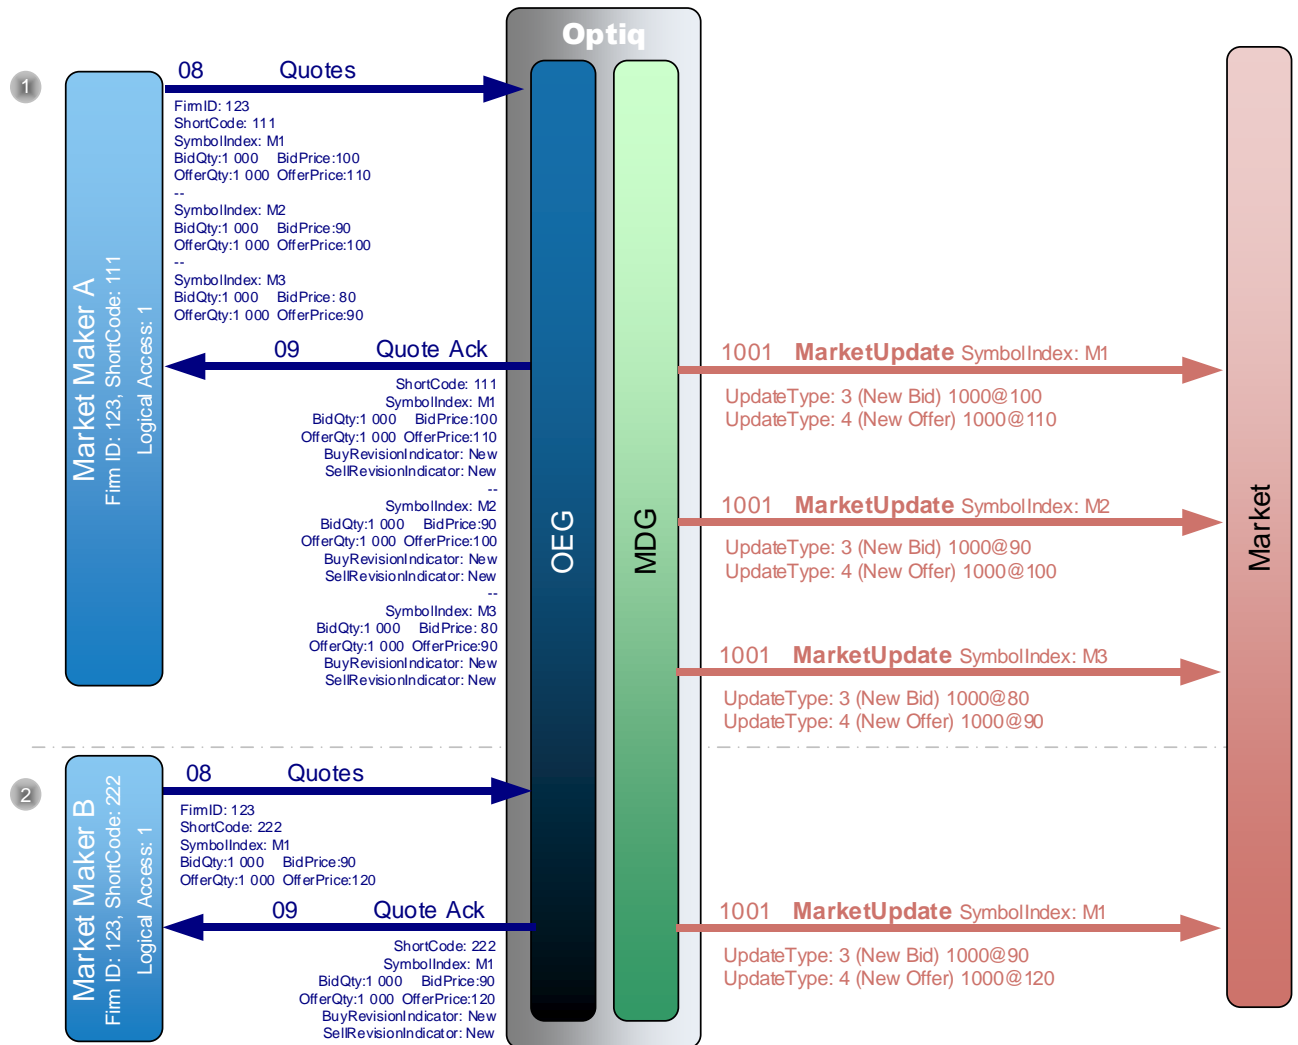 Optiq
1
08 Quotes
FirmID: 123
ShortCode: 111
SymbolIndex: M1
BidQty:1 000 BidPrice:100
OfferQty:1 000 OfferPrice:110
--
SymbolIndex: M2
BidQty:1 000 BidPrice:90
OfferQty:1 000 OfferPrice:100
--
SymbolIndex: M3
BidQty:1 000 BidPrice: 80
OfferQty:1 000 OfferPrice:90
Market Maker A
Firm ID: 123, ShortCode: 111
Logical Access: 1
09 Quote Ack
ShortCode: 111
SymbolIndex: M1
BidQty:1 000 BidPrice:100
OfferQty:1 000 OfferPrice:110
BuyRevisionIndicator: New
SellRevisionIndicator: New
--
SymbolIndex: M2
BidQty:1 000 BidPrice:90
OfferQty:1 000 OfferPrice:100
BuyRevisionIndicator: New
SellRevisionIndicator: New
--
SymbolIndex: M3
BidQty:1 000 BidPrice: 80
OfferQty:1 000 OfferPrice:90
BuyRevisionIndicator: New
SellRevisionIndicator: New
OEG
MDG
1001 MarketUpdate SymbolIndex: M1
UpdateType: 3 (New Bid) 1000@100
UpdateType: 4 (New Offer) 1000@110
1001 MarketUpdate SymbolIndex: M2
UpdateType: 3 (New Bid) 1000@90
UpdateType: 4 (New Offer) 1000@100
1001 MarketUpdate SymbolIndex: M3
UpdateType: 3 (New Bid) 1000@80
UpdateType: 4 (New Offer) 1000@90
Market
2
Market Maker B
Firm ID: 123, ShortCode: 222
Logical Access: 1
08 Quotes
FirmID: 123
ShortCode: 222
SymbolIndex: M1
BidQty:1 000 BidPrice:90
OfferQty:1 000 OfferPrice:120
09 Quote Ack
ShortCode: 222
SymbolIndex: M1
BidQty:1 000 BidPrice:90
OfferQty:1 000 OfferPrice:120
BuyRevisionIndicator: New
SellRevisionIndicator: New
1001 MarketUpdate SymbolIndex: M1
UpdateType: 3 (New Bid) 1000@90
UpdateType: 4 (New Offer) 1000@120